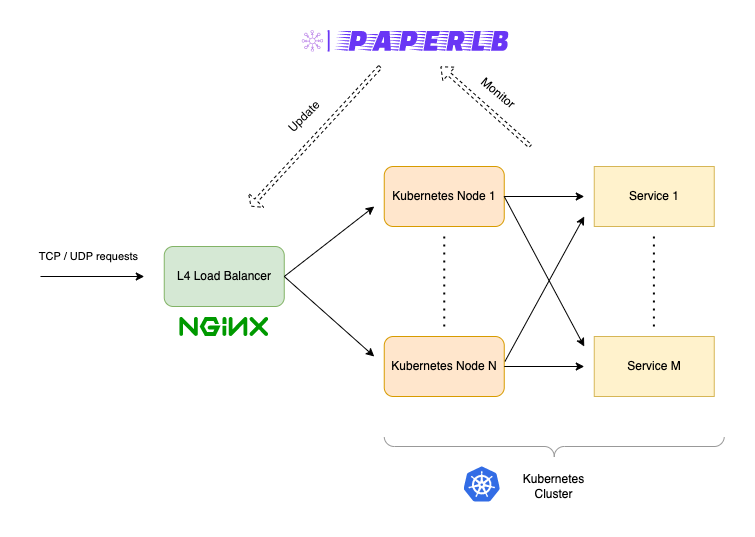 PAPERLB
Update
Monitor
Kubernetes Node 1
Service 1
TCP / UDP requests
L4 Load Balancer
NGINX
Kubernetes Node N
Service M
Kubernetes
Cluster